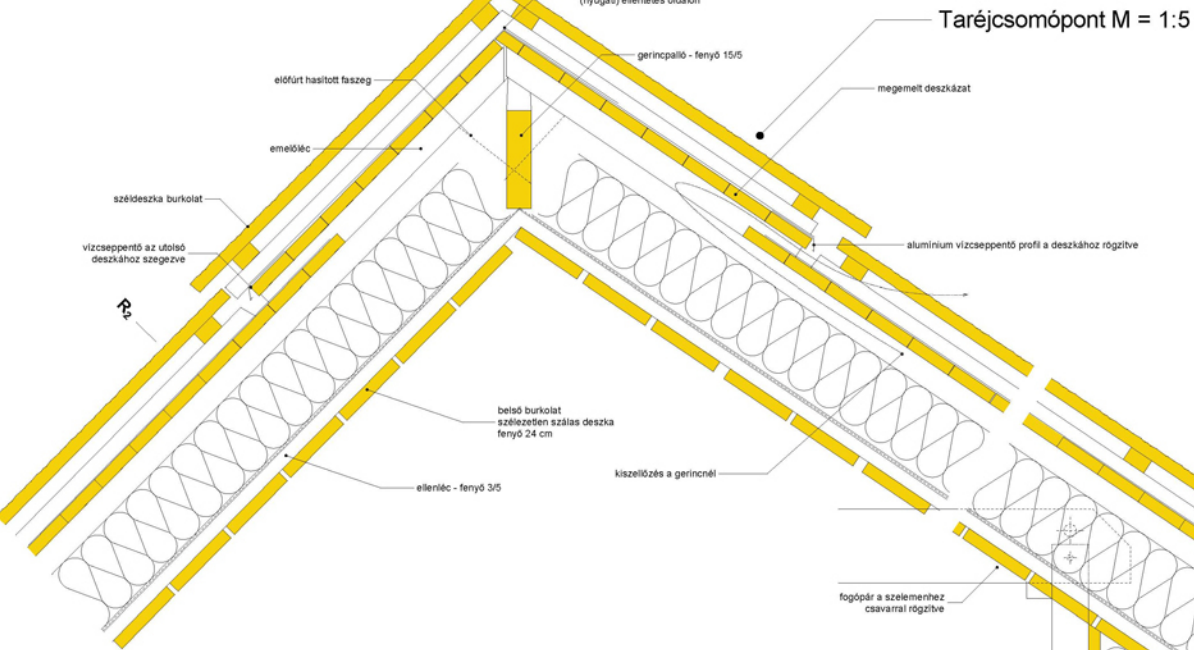 (nyugati) ellentétes oldalon
Taréjcsomópont M = 1:5
gerincpalló - fenyő 15/5
előfúrt hasított faszeg
megemelt deszkázat
emelőléc
széldeszka burkolat
vízcseppentő az utolsó
deszkához szegezve
alumínium vízcseppentő profil a deszkához rögzítve
R2
belső burkolat
szélezetlen szálas deszka
fenyő 24 cm
kiszellőzés a gerincnél
ellenléc - fenyő 3/5
fogópár a szelemenhez
csavarral rögzítve